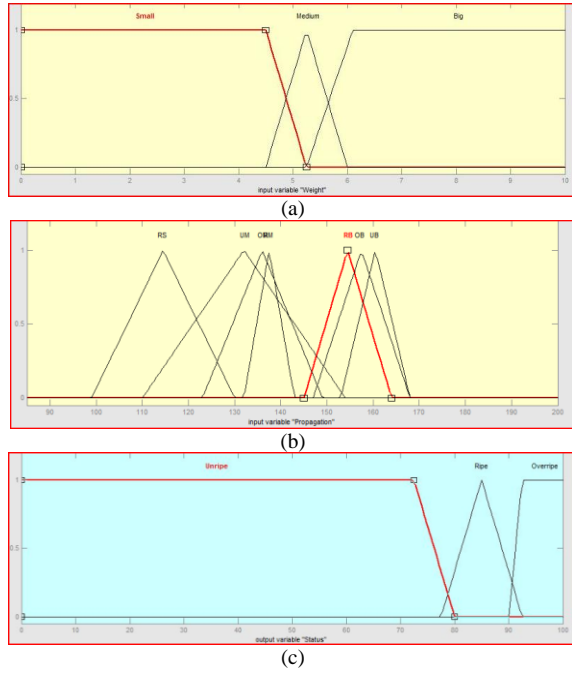 Small Medium Big
1
0.5
0
0 1 2 3 4 5 6 7 8 9 10
input variable "Weight"
(a)
RS UM OM RM RB OB UB
1
0.5
0
90 100 110 120 130 140 150 160 170 180 190 200
input variable "Propagation"
(b)
Unripe Ripe Overripe
1
0.5
0
0 10 20 30 40 50 60 70 80 90 100
output variable "Status"
(c)